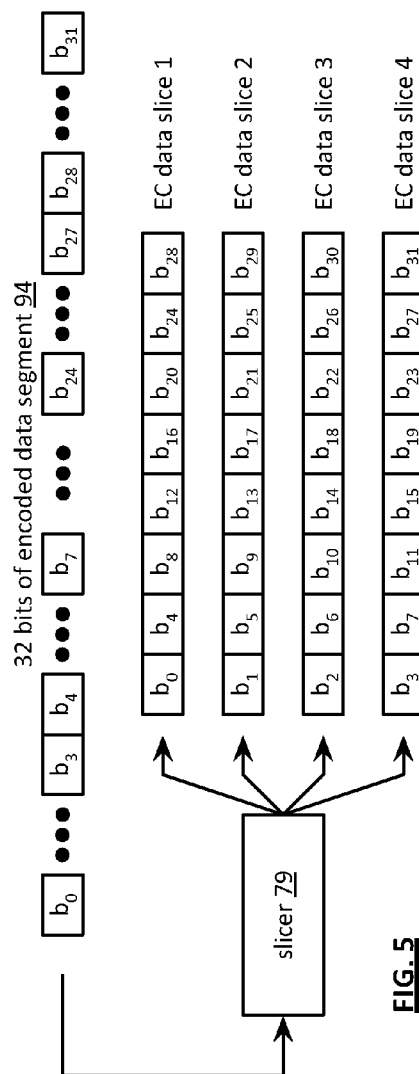 32 bits of encoded data segment 94
b0 ●●● b3 b4 ●●● b7 ●●● b24 ●●● b27 b28 ●●● b31
b0 b4 b8 b12 b16 b20 b24 b28 EC data slice 1
b1 b5 b9 b13 b17 b21 b25 b29 EC data slice 2
b2 b6 b10 b14 b18 b22 b26 b30 EC data slice 3
b3 b7 b11 b15 b19 b23 b27 b31 EC data slice 4
slicer 79
FIG. 5